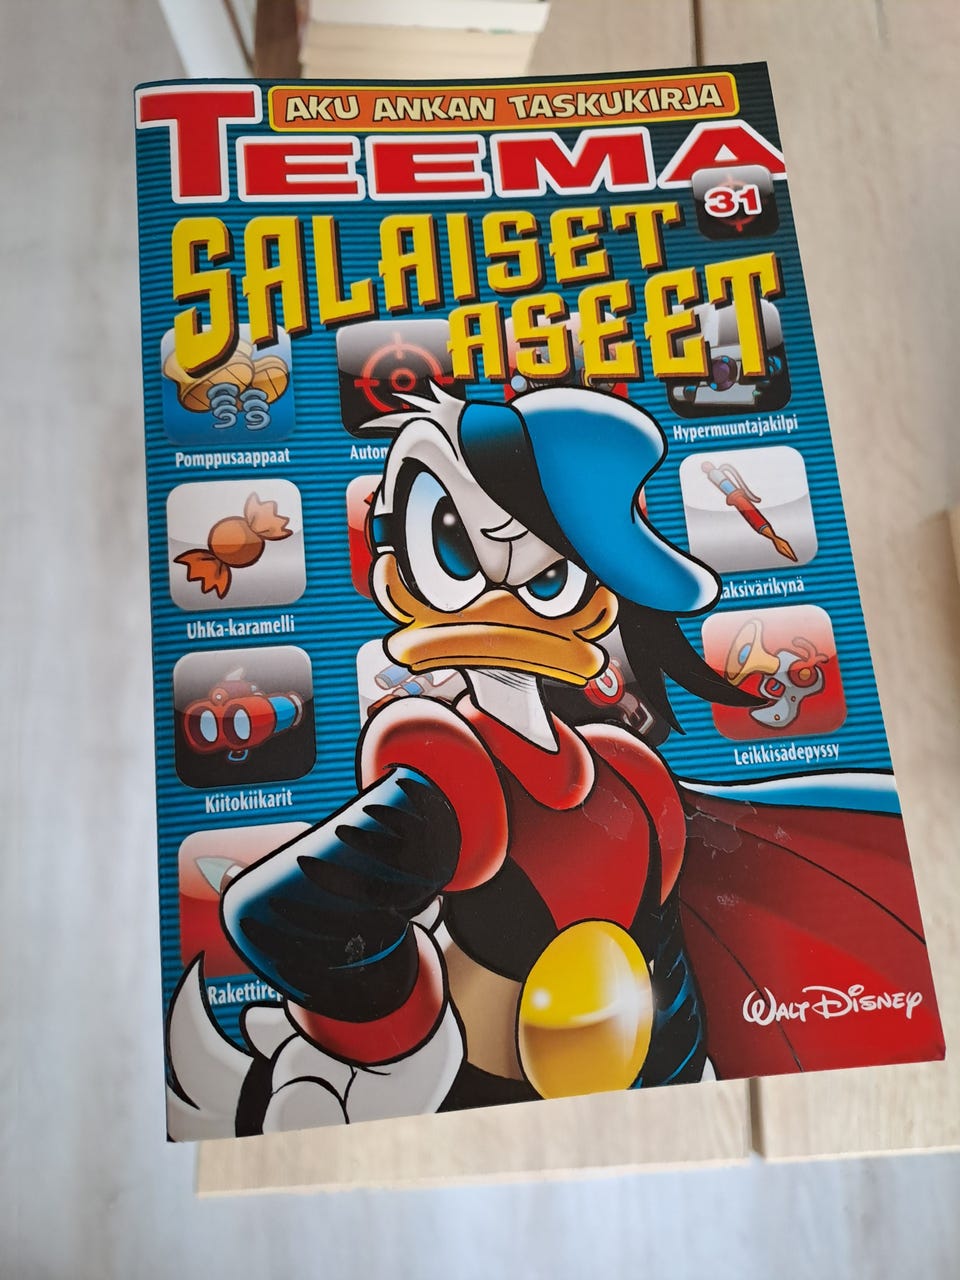 AKU ANKAN TASKUKIRJA
TEEMA
31
SALAISET
ASEET
Hypermuuntajakilpi
Pomppusaappaat
UhKa-karamelli
Kiitokiikarit
Leikkisädepyssy
WALT DISNEY